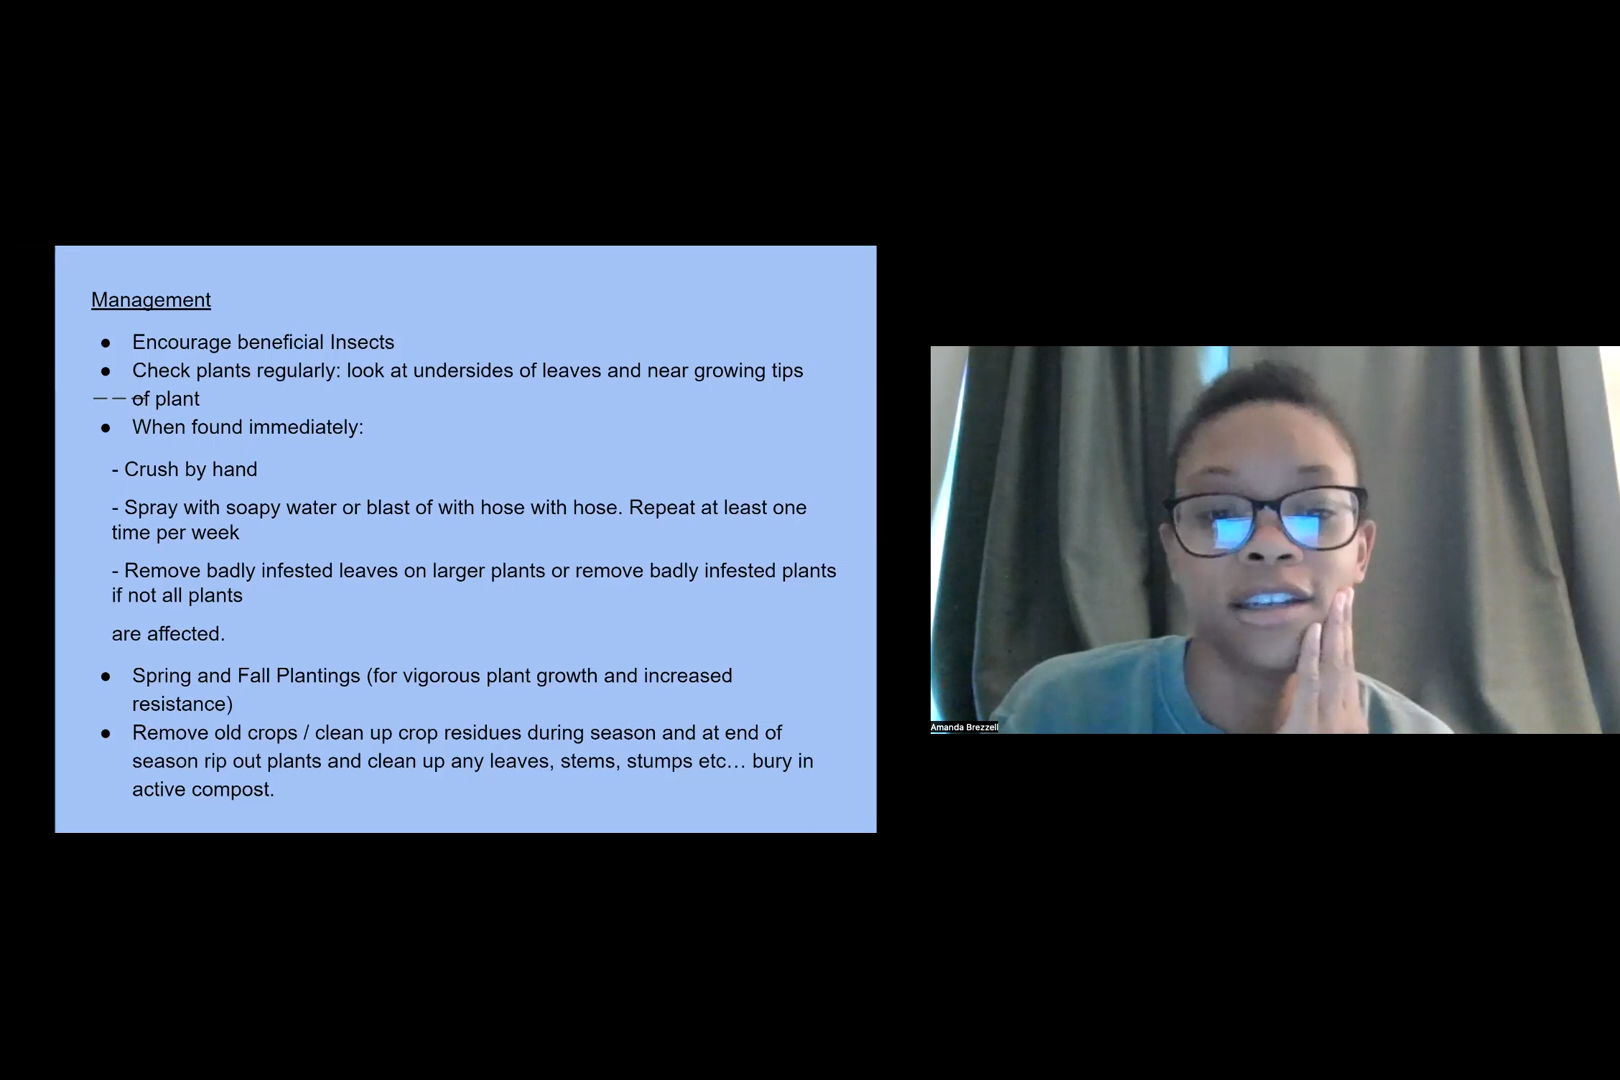 Management
● Encourage beneficial Insects
● Check plants regularly: look at undersides of leaves and near growing tips
— — of plant
● When found immediately:
- Crush by hand
- Spray with soapy water or blast of with hose with hose. Repeat at least one
time per week
- Remove badly infested leaves on larger plants or remove badly infested plants
if not all plants
are affected.
● Spring and Fall Plantings (for vigorous plant growth and increased
resistance)
● Remove old crops / clean up crop residues during season and at end of
season rip out plants and clean up any leaves, stems, stumps etc… bury in
active compost.
Amanda Brezzell